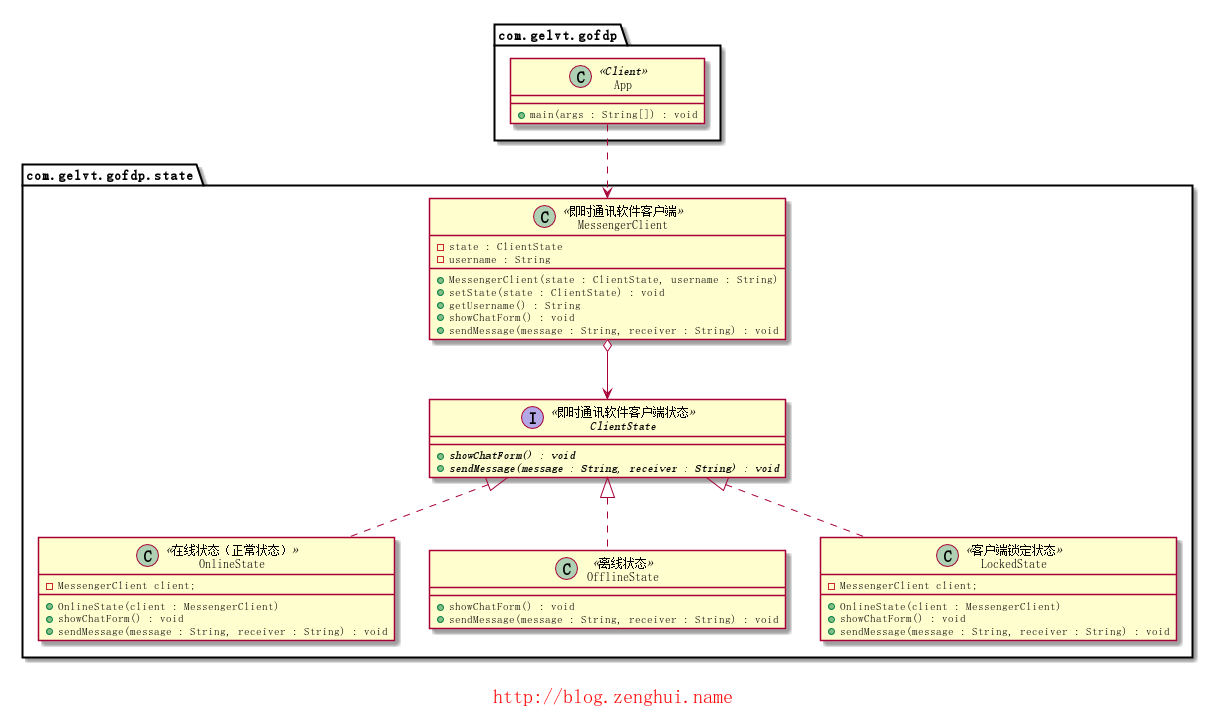 com.gelvt.gofdp
C «Client»
App
main(args : String[]) : void
com.gelvt.gofdp.state
C «即时通讯软件客户端»
MessengerClient
state : ClientState
username : String
MessengerClient(state : ClientState, username : String)
setState(state : ClientState) : void
getUsername() : String
showChatForm() : void
sendMessage(message : String, receiver : String) : void
I «即时通讯软件客户端状态»
ClientState
showChatForm() : void
sendMessage(message : String, receiver : String) : void
C «在线状态（正常状态）»
OnlineState
MessengerClient client;
OnlineState(client : MessengerClient)
showChatForm() : void
sendMessage(message : String, receiver : String) : void
C «离线状态»
OfflineState
showChatForm() : void
sendMessage(message : String, receiver : String) : void
C «客户端锁定状态»
LockedState
MessengerClient client;
OnlineState(client : MessengerClient)
showChatForm() : void
sendMessage(message : String, receiver : String) : void
http://blog.zenghui.name